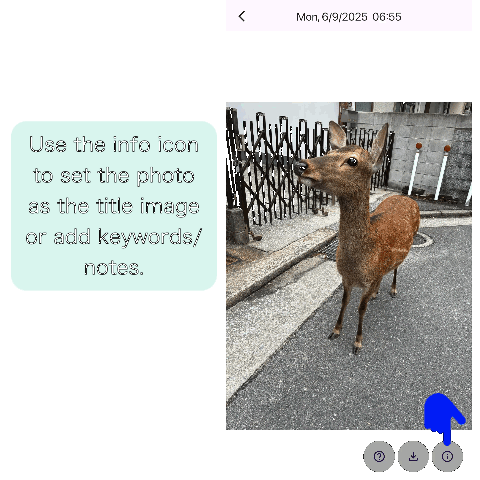 Mon, 6/9/2025 06:55
Use the info icon
to set the photo
as the title image
or add keywords/
notes.